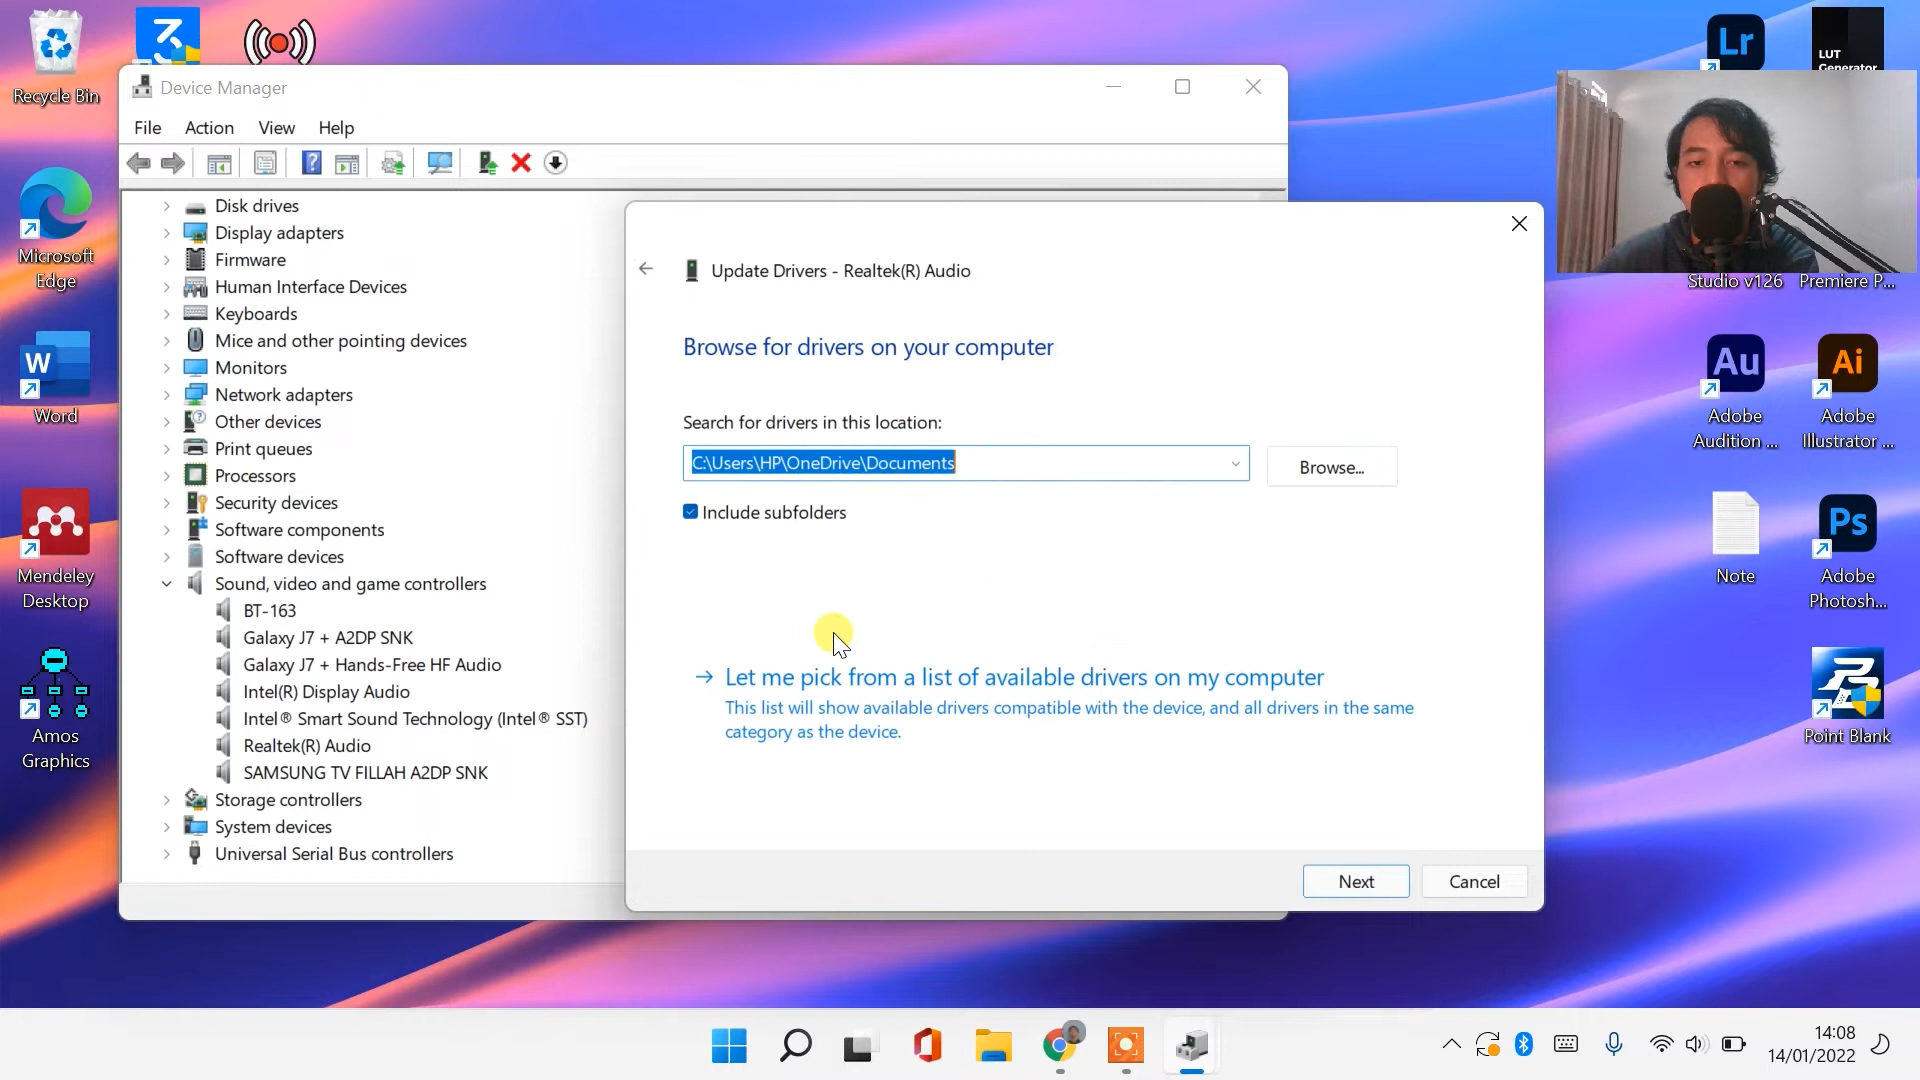 Recycle Bin
Microsoft
Edge
W
Word
Mendeley
Desktop
Amos
Graphics
Device Manager
File Action View Help
Disk drives
Display adapters
Firmware
Human Interface Devices
Keyboards
Mice and other pointing devices
Monitors
Network adapters
Other devices
Print queues
Processors
Security devices
Software components
Software devices
Sound, video and game controllers
BT-163
Galaxy J7 + A2DP SNK
Galaxy J7 + Hands-Free HF Audio
Intel(R) Display Audio
Intel® Smart Sound Technology (Intel® SST)
Realtek(R) Audio
SAMSUNG TV FILLAH A2DP SNK
Storage controllers
System devices
Universal Serial Bus controllers
Update Drivers - Realtek(R) Audio
Browse for drivers on your computer
Search for drivers in this location:
C:\Users\HP\OneDrive\Documents
Browse...
Include subfolders
Let me pick from a list of available drivers on my computer
This list will show available drivers compatible with the device, and all drivers in the same
category as the device.
Next
Cancel
Lr
LUT
Generator
Studio v126
Premiere P...
Au
Adobe
Audition ...
Ai
Adobe
Illustrator ...
Note
Ps
Adobe
Photosh...
Point Blank
14:08
14/01/2022